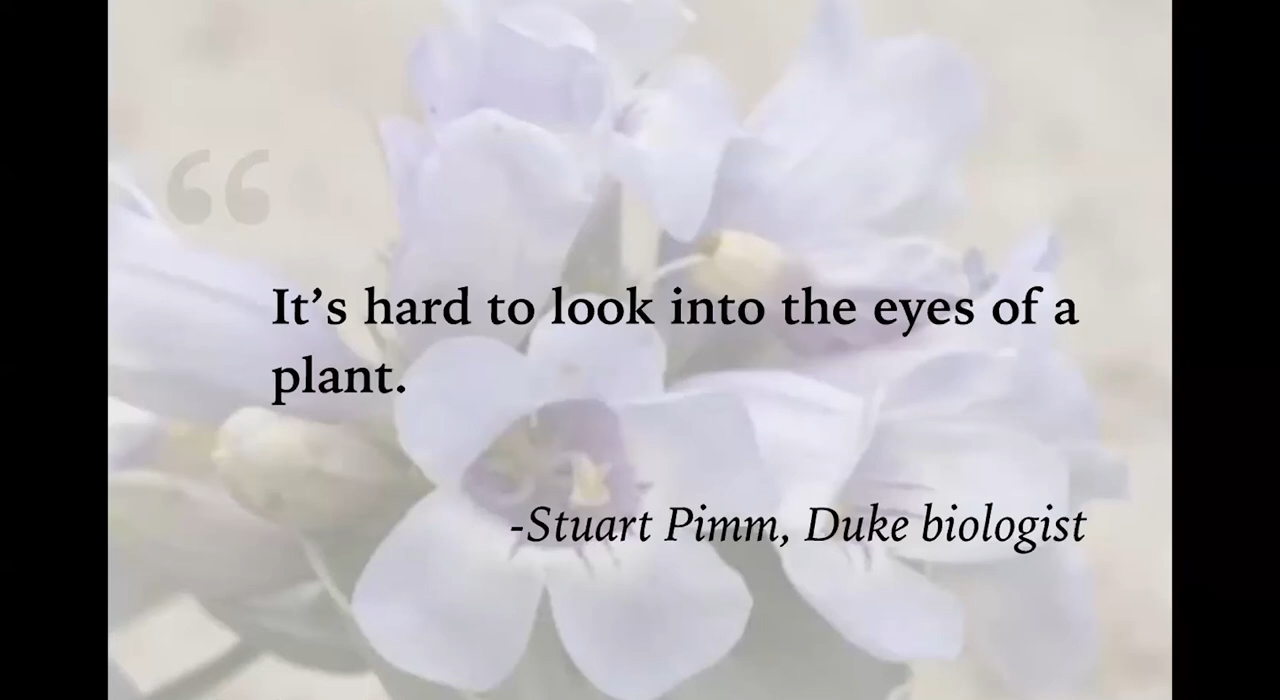 “
It’s hard to look into the eyes of a
plant.
-Stuart Pimm, Duke biologist